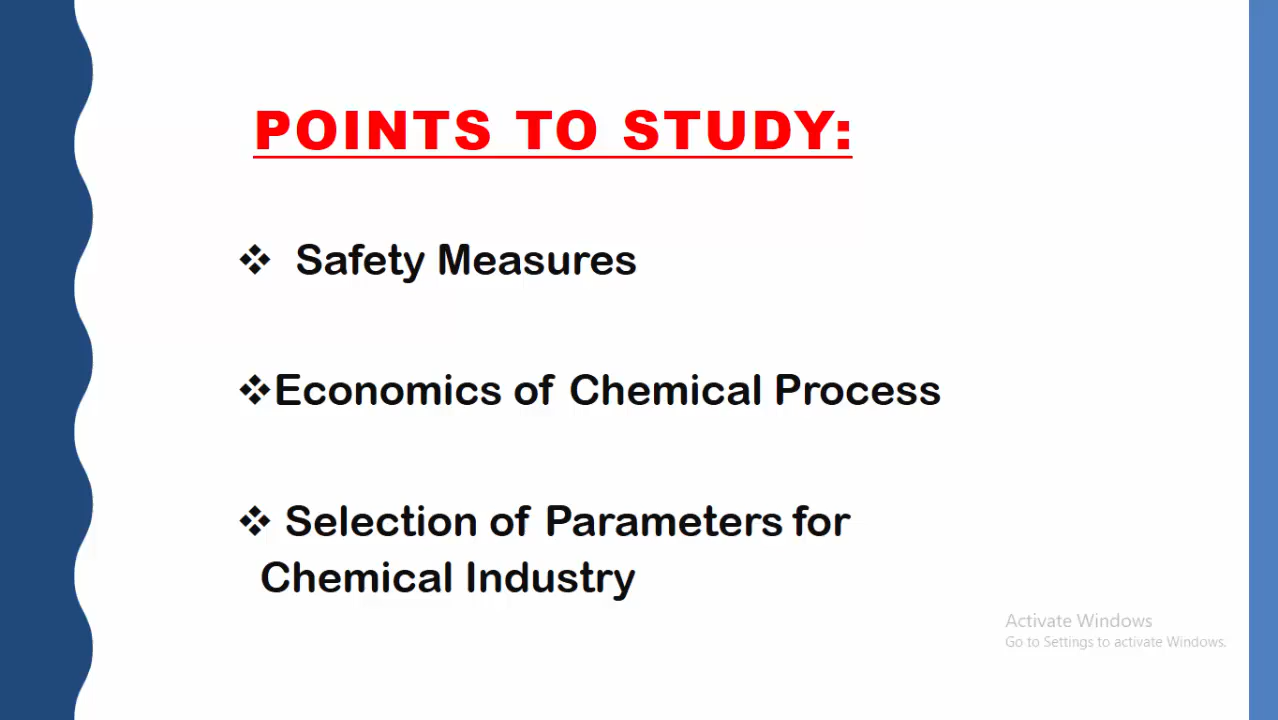 POINTS TO STUDY:
❖ Safety Measures
❖Economics of Chemical Process
❖ Selection of Parameters for
Chemical Industry
Activate Windows
Go to Settings to activate Windows.